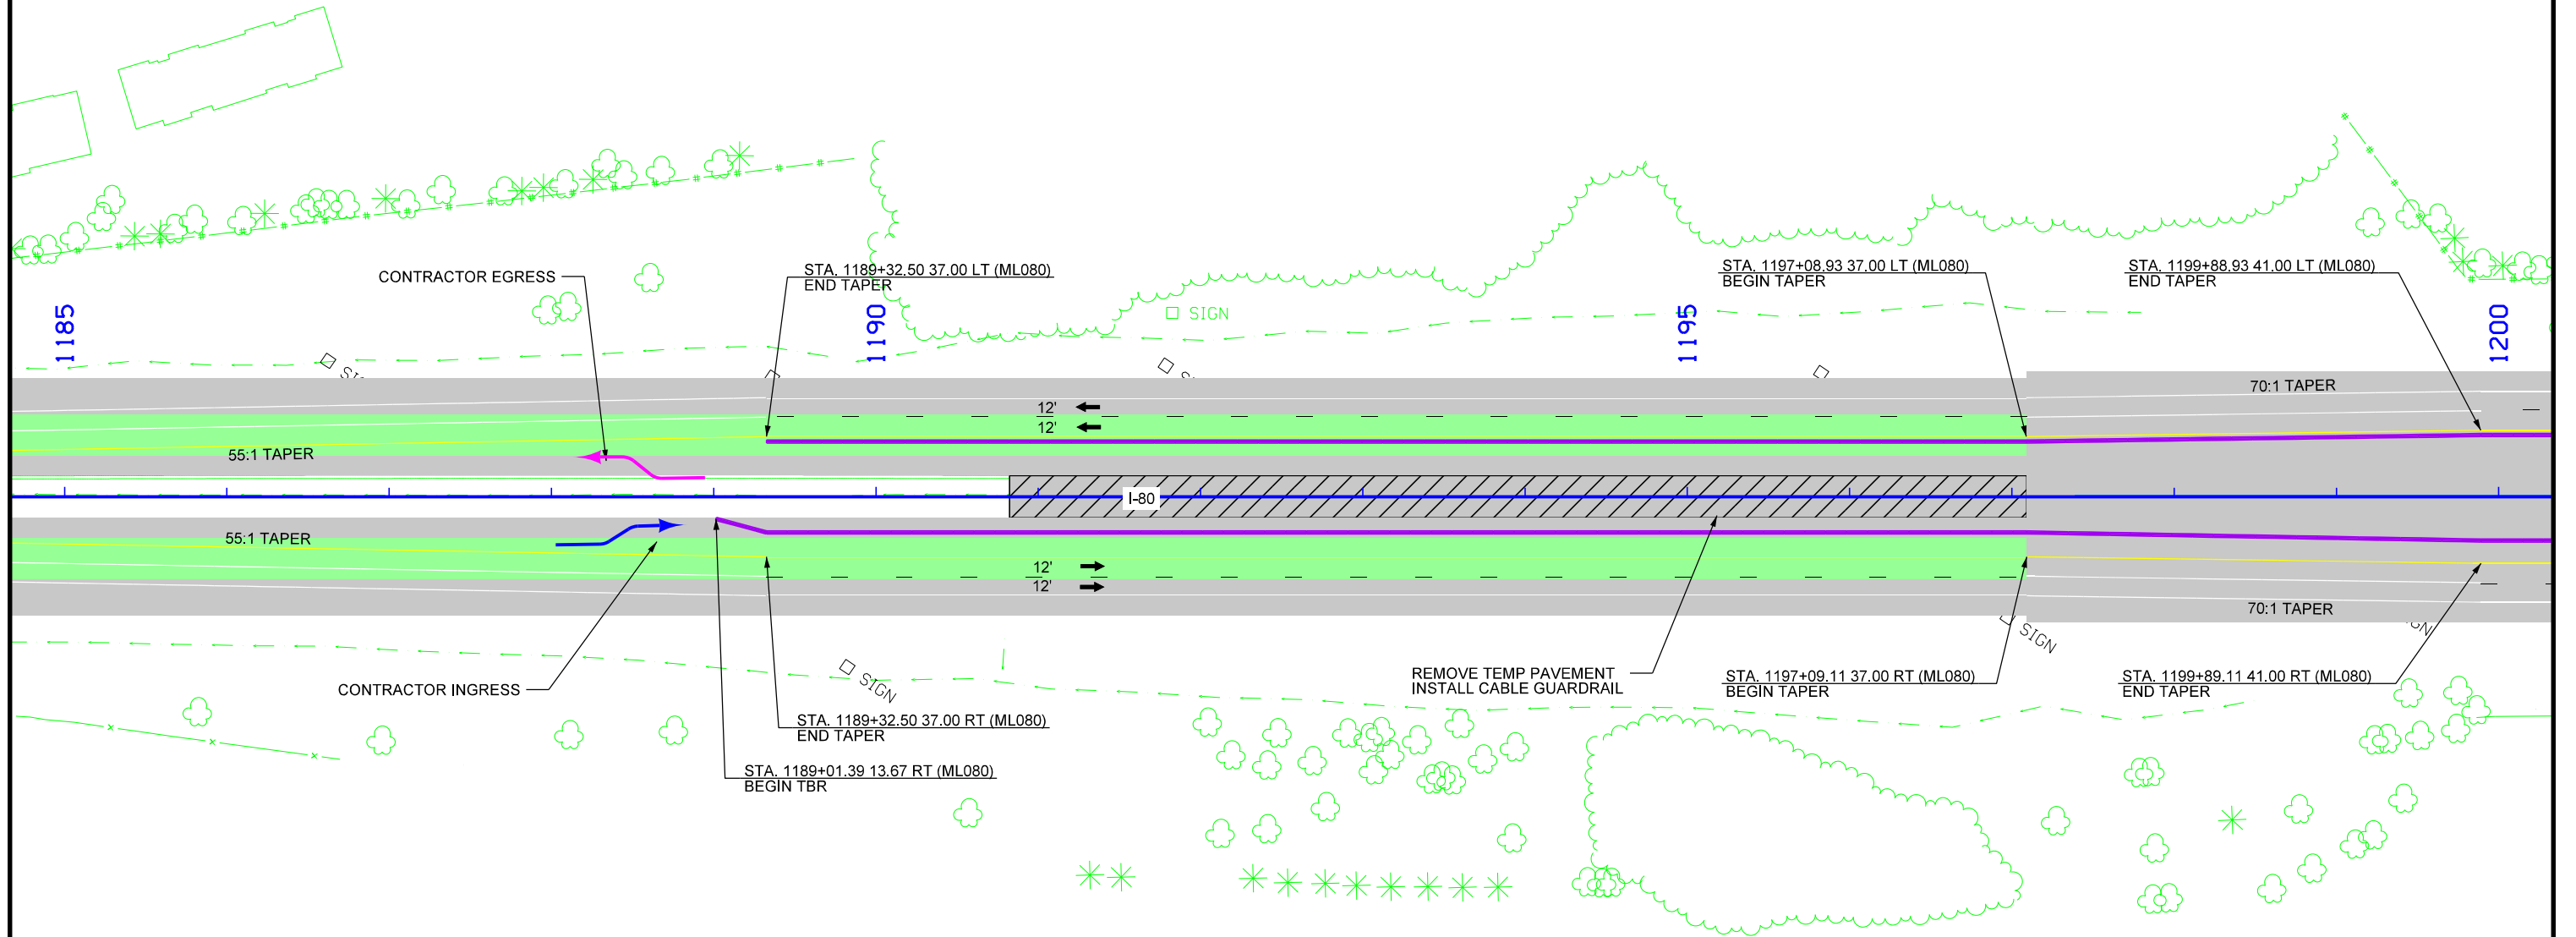 CONTRACTOR EGRESS
STA. 1189+32.50 37.00 LT (ML080)
END TAPER
STA. 1197+08.93 37.00 LT (ML080)
BEGIN TAPER
STA. 1199+88.93 41.00 LT (ML080)
END TAPER
SIGN
1185
1190
1195
1200
70:1 TAPER
12'
12'
55:1 TAPER
I-80
55:1 TAPER
12'
12'
70:1 TAPER
SIGN
SIGN
CONTRACTOR INGRESS
REMOVE TEMP PAVEMENT
INSTALL CABLE GUARDRAIL
STA. 1197+09.11 37.00 RT (ML080)
BEGIN TAPER
STA. 1199+89.11 41.00 RT (ML080)
END TAPER
STA. 1189+32.50 37.00 RT (ML080)
END TAPER
STA. 1189+01.39 13.67 RT (ML080)
BEGIN TBR